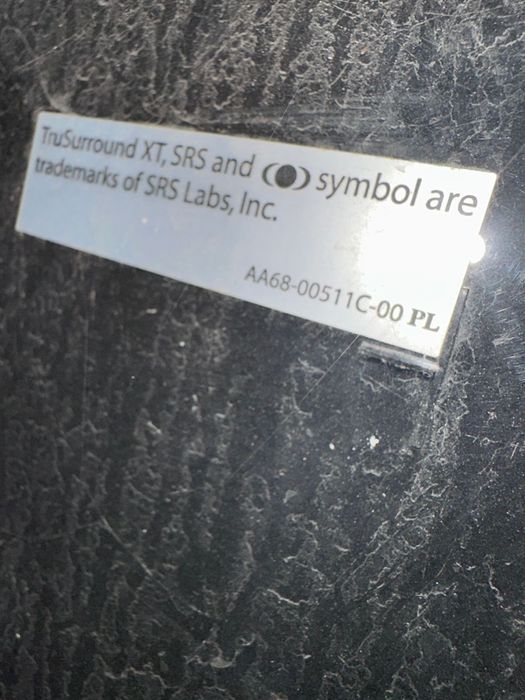 TruSurround XT, SRS and (●) symbol are
trademarks of SRS Labs, Inc.
AA68-00511C-00 PL